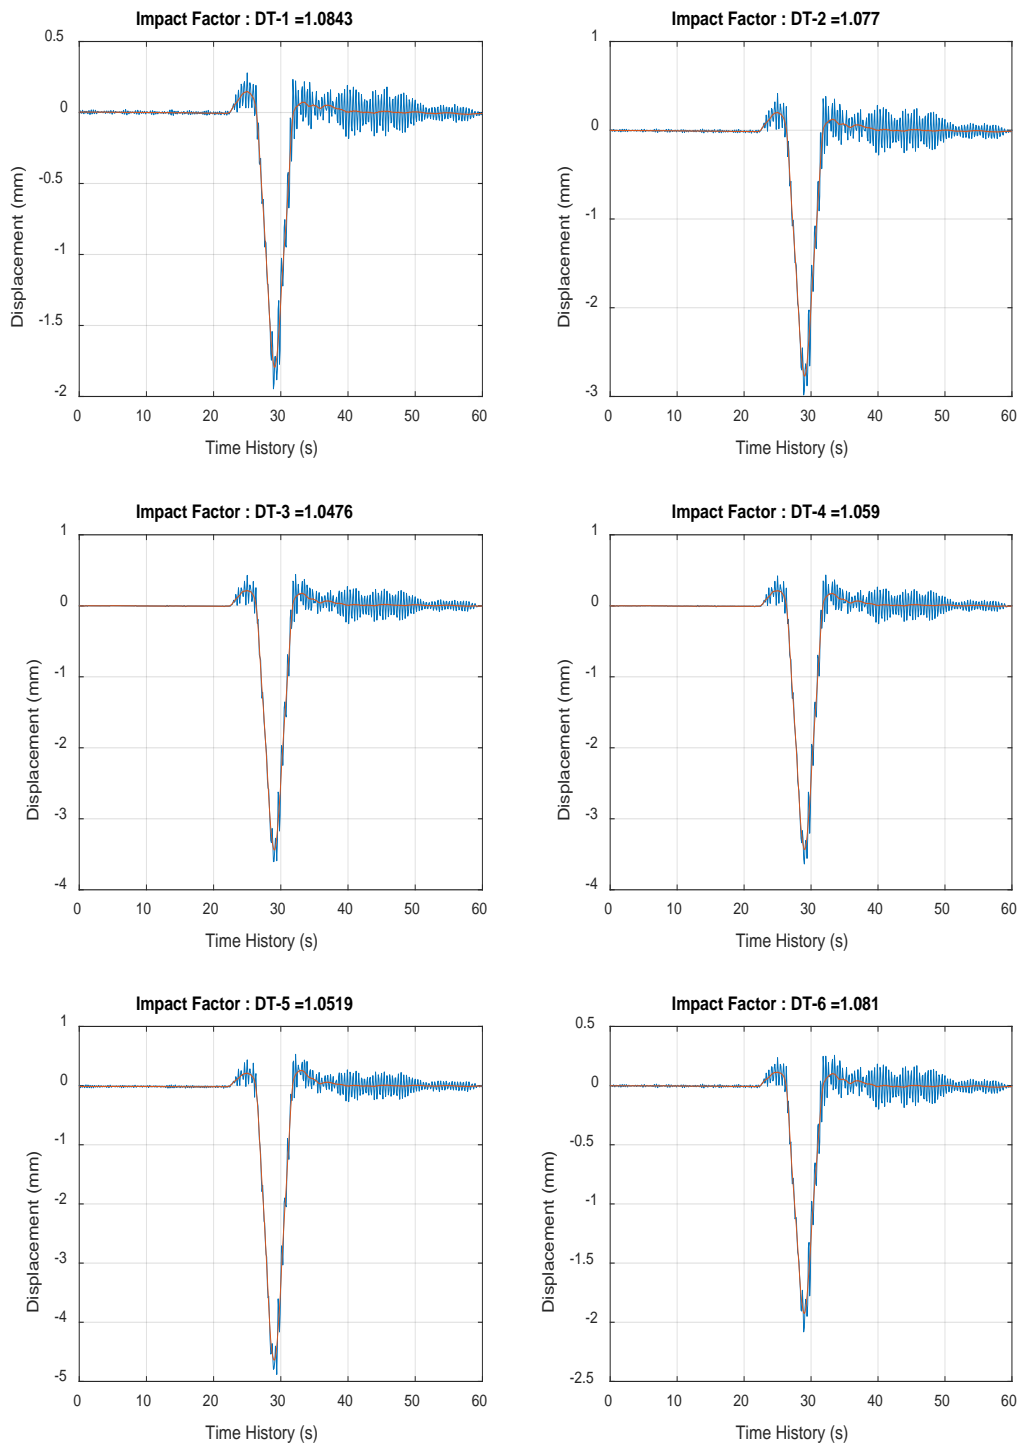 Impact Factor : DT-1 =1.0843
0.5
0
-0.5
-1
-1.5
-2
Displacement (mm)
0 10 20 30 40 50 60
Time History (s)
Impact Factor : DT-2 =1.077
1
0
-1
-2
-3
Displacement (mm)
0 10 20 30 40 50 60
Time History (s)
Impact Factor : DT-3 =1.0476
1
0
-1
-2
-3
-4
Displacement (mm)
0 10 20 30 40 50 60
Time History (s)
Impact Factor : DT-4 =1.059
1
0
-1
-2
-3
-4
Displacement (mm)
0 10 20 30 40 50 60
Time History (s)
Impact Factor : DT-5 =1.0519
1
0
-1
-2
-3
-4
-5
Displacement (mm)
0 10 20 30 40 50 60
Time History (s)
Impact Factor : DT-6 =1.081
0.5
0
-0.5
-1
-1.5
-2
-2.5
Displacement (mm)
0 10 20 30 40 50 60
Time History (s)